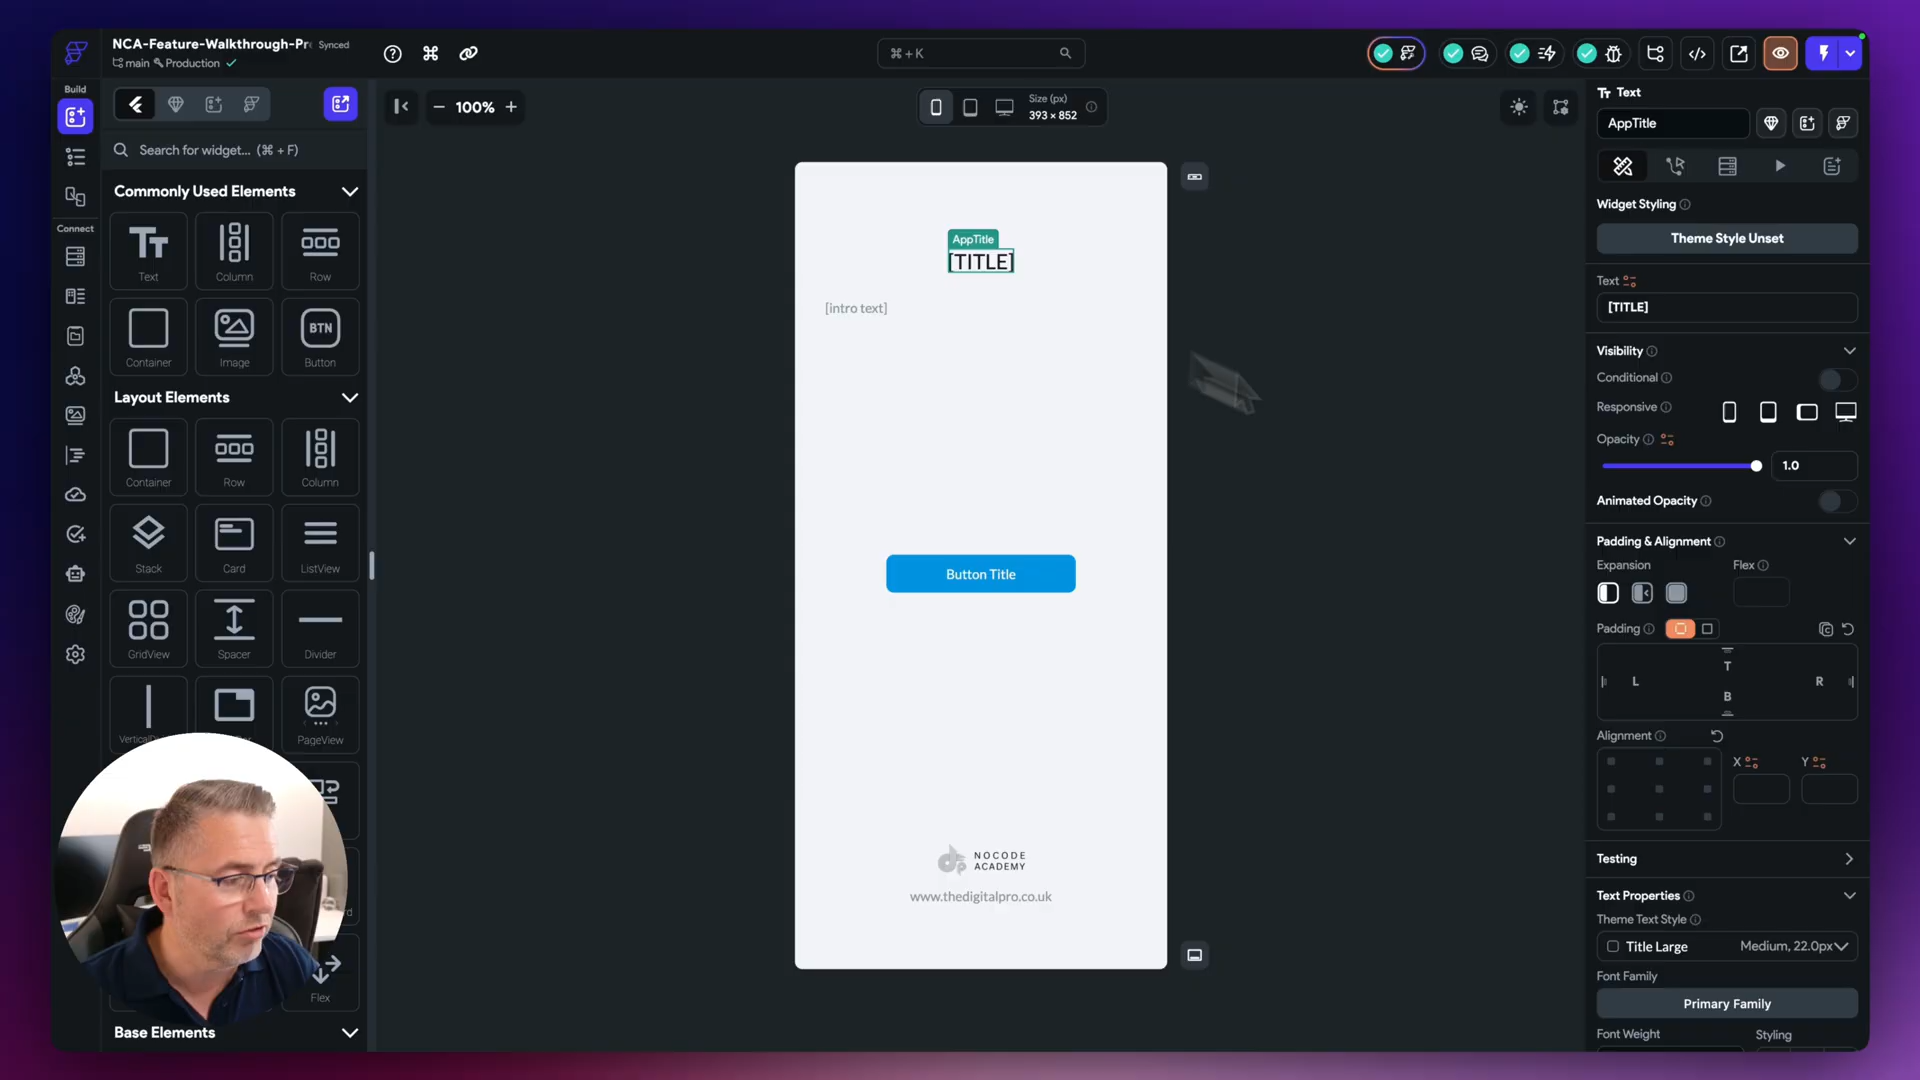 NCA-Feature-Walkthrough-Pr
Synced
main
Production
⌘+K
Size (px)
393 × 852
100%
Build
Connect
Search for widget... (⌘ + F)
Commonly Used Elements
Text
Column
Row
Container
Image
BTN
Button
Layout Elements
Container
Row
Column
Stack
Card
ListView
GridView
Spacer
Divider
PageView
Flex
Base Elements
AppTitle
[TITLE]
[intro text]
Button Title
NOCODE
ACADEMY
www.thedigitalpro.co.uk
Text
AppTitle
Widget Styling
Theme Style Unset
Text
[TITLE]
Visibility
Conditional
Responsive
Opacity
1.0
Animated Opacity
Padding & Alignment
Expansion
Flex
Padding
T
L
R
B
Alignment
X
Y
Testing
Text Properties
Theme Text Style
Title Large
Medium, 22.0px
Font Family
Primary Family
Font Weight
Styling